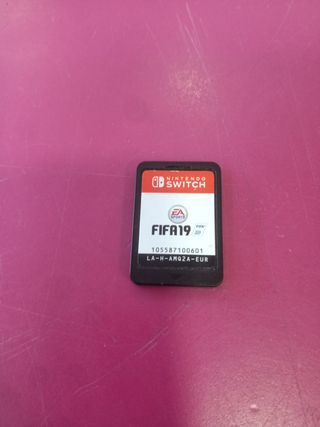 NINTENDO
SWITCH
EA
SPORTS
FIFA19
105587100601
LA-H-AMQ2A-EUR